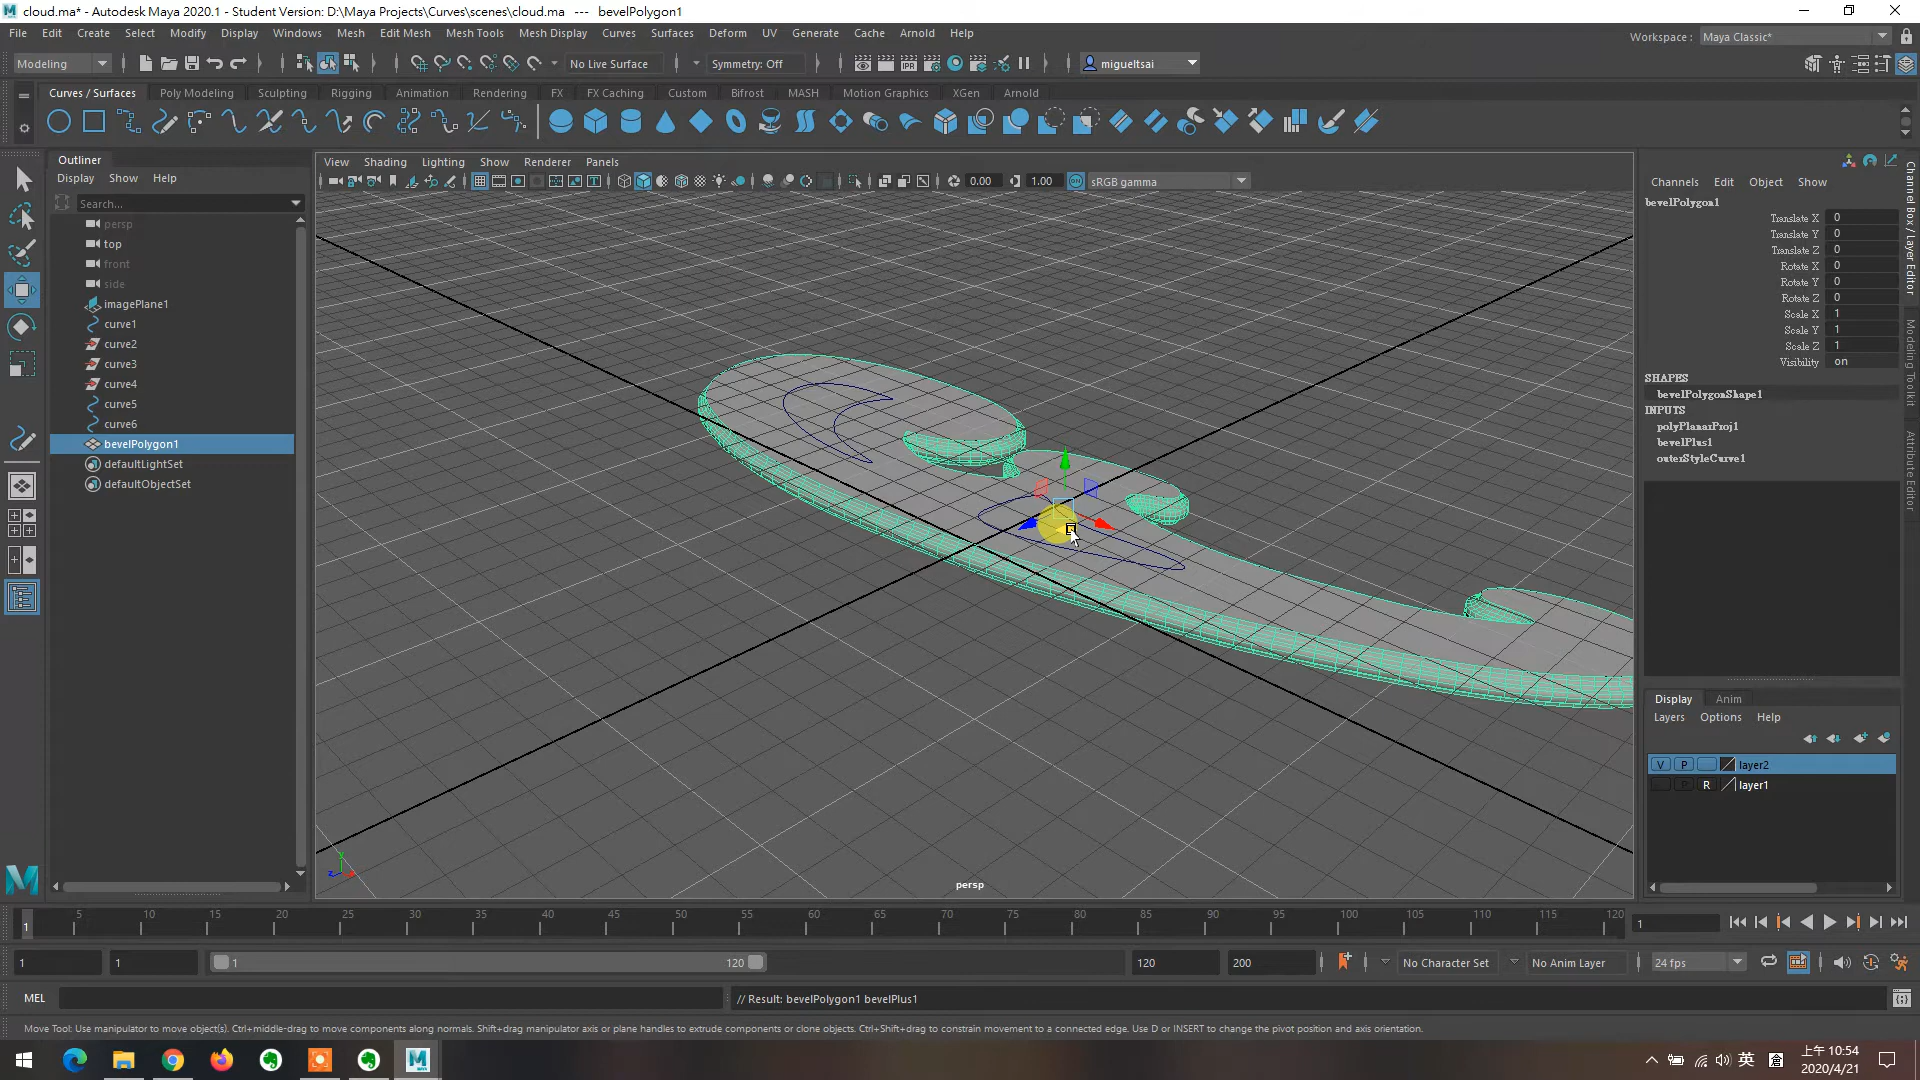 cloud.ma* - Autodesk Maya 2020.1 - Student Version: D:\Maya Projects\Curves\scenes\cloud.ma --- bevelPolygon1
File Edit Create Select Modify Display Windows Mesh Edit Mesh Mesh Tools Mesh Display Curves Surfaces Deform UV Generate Cache Arnold Help
Workspace : Maya Classic*
Modeling
No Live Surface
Symmetry: Off
migueltsai
Curves / Surfaces Poly Modeling Sculpting Rigging Animation Rendering FX FX Caching Custom Bifrost MASH Motion Graphics XGen Arnold
Outliner
Display Show Help
Search...
persp
top
front
side
imagePlane1
curve1
curve2
curve3
curve4
curve5
curve6
bevelPolygon1
defaultLightSet
defaultObjectSet
View Shading Lighting Show Renderer Panels
0.00
1.00
sRGB gamma
persp
Channels Edit Object Show
bevelPolygon1
Translate X 0
Translate Y 0
Translate Z 0
Rotate X 0
Rotate Y 0
Rotate Z 0
Scale X 1
Scale Y 1
Scale Z 1
Visibility on
SHAPES
bevelPolygonShape1
INPUTS
polyPlanarProj1
bevelPlus1
outerStyleCurve1
Channel Box / Layer Editor
Modeling Toolkit
Attribute Editor
Display Anim
Layers Options Help
V P layer2
P R layer1
1 5 10 15 20 25 30 35 40 45 50 55 60 65 70 75 80 85 90 95 100 105 110 115 120
1
1 1 1 120 120 200 No Character Set No Anim Layer 24 fps
MEL // Result: bevelPolygon1 bevelPlus1
Move Tool: Use manipulator to move object(s). Ctrl+middle-drag to move components along normals. Shift+drag manipulator axis or plane handles to extrude components or clone objects. Ctrl+Shift+drag to constrain movement to a connected edge. Use D or INSERT to change the pivot position and axis orientation.
英
上午 10:54
2020/4/21